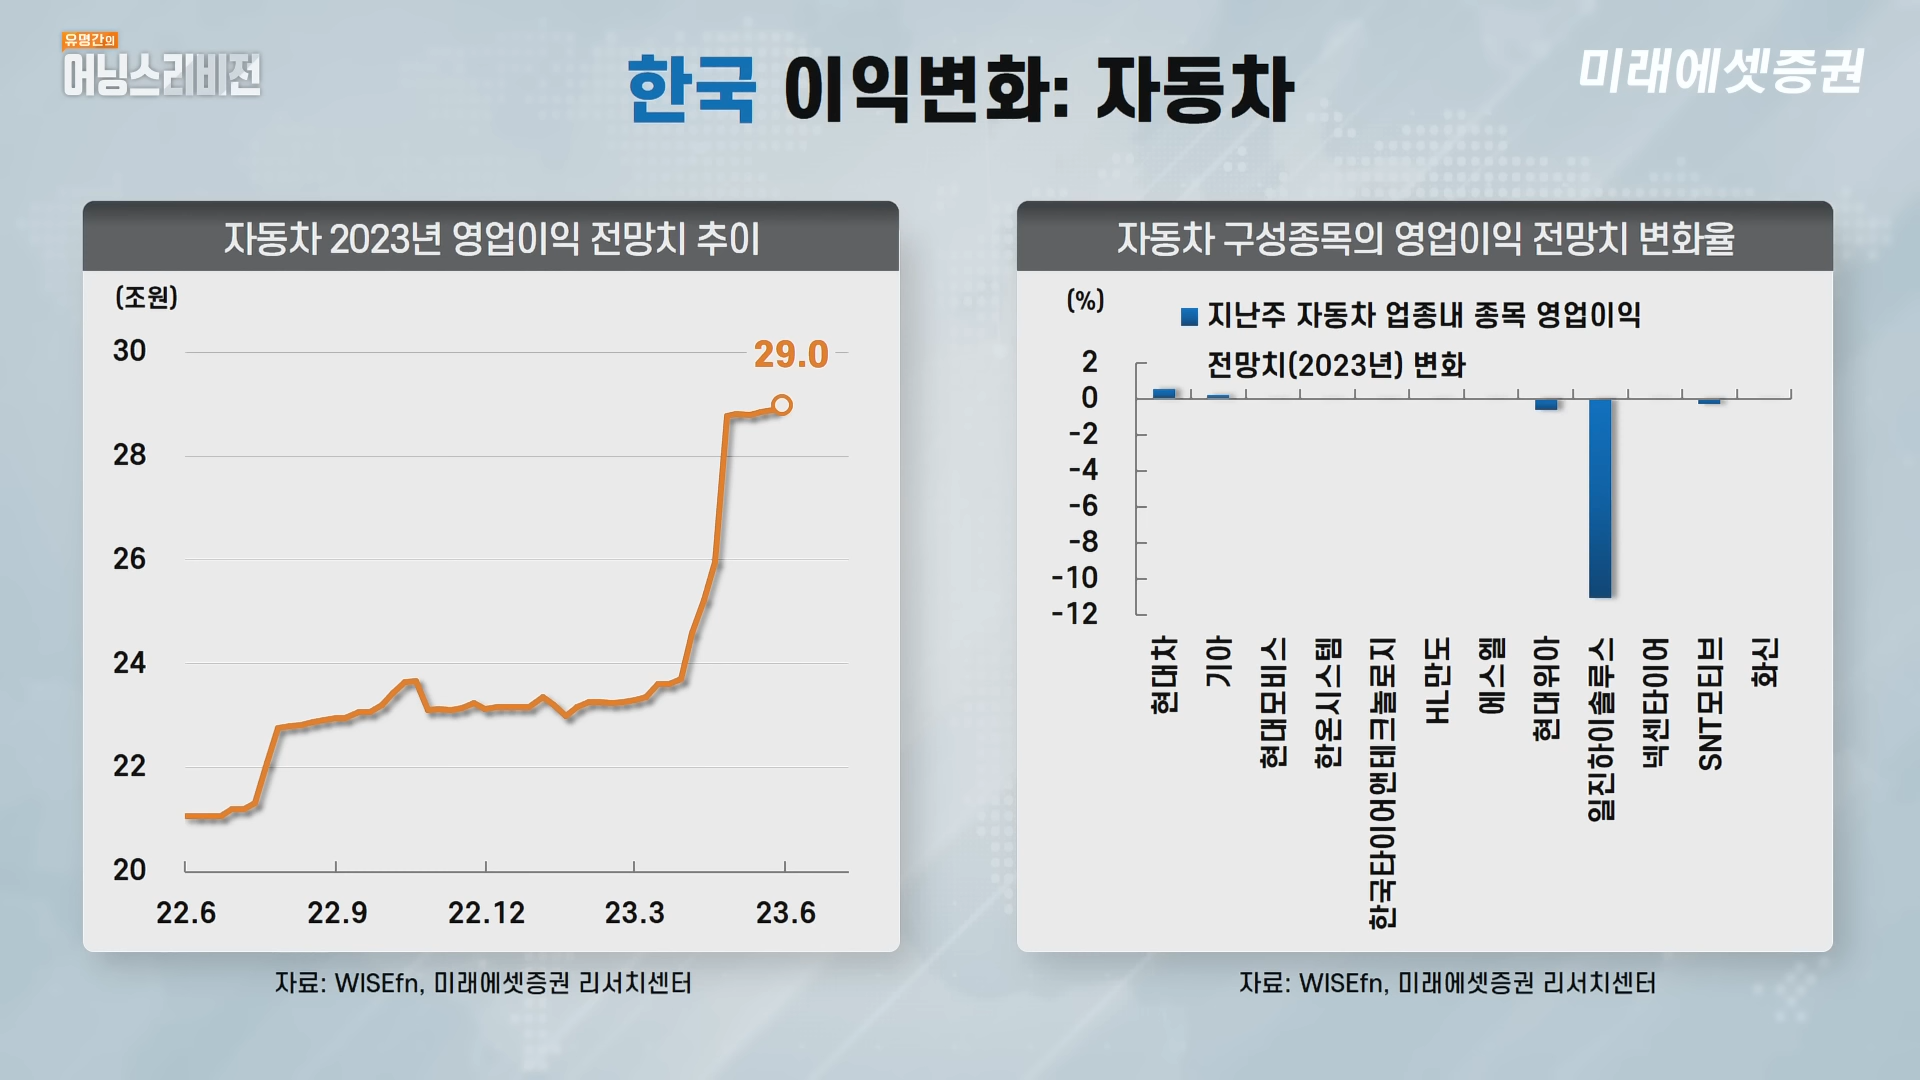 유명간의
어닝스리비전
한국 이익변화: 자동차
미래에셋증권
자동차 2023년 영업이익 전망치 추이
(조원)
30
28
26
24
22
20
29.0
22.6
22.9
22.12
23.3
23.6
자료: WISEfn, 미래에셋증권 리서치센터
자동차 구성종목의 영업이익 전망치 변화율
(%)
지난주 자동차 업종내 종목 영업이익
전망치(2023년) 변화
2
0
-2
-4
-6
-8
-10
-12
현대차
기아
현대모비스
한온시스템
한국타이어앤테크놀로지
HL만도
에스엘
현대위아
일진하이솔루스
넥센타이어
SNT모티브
화신
자료: WISEfn, 미래에셋증권 리서치센터